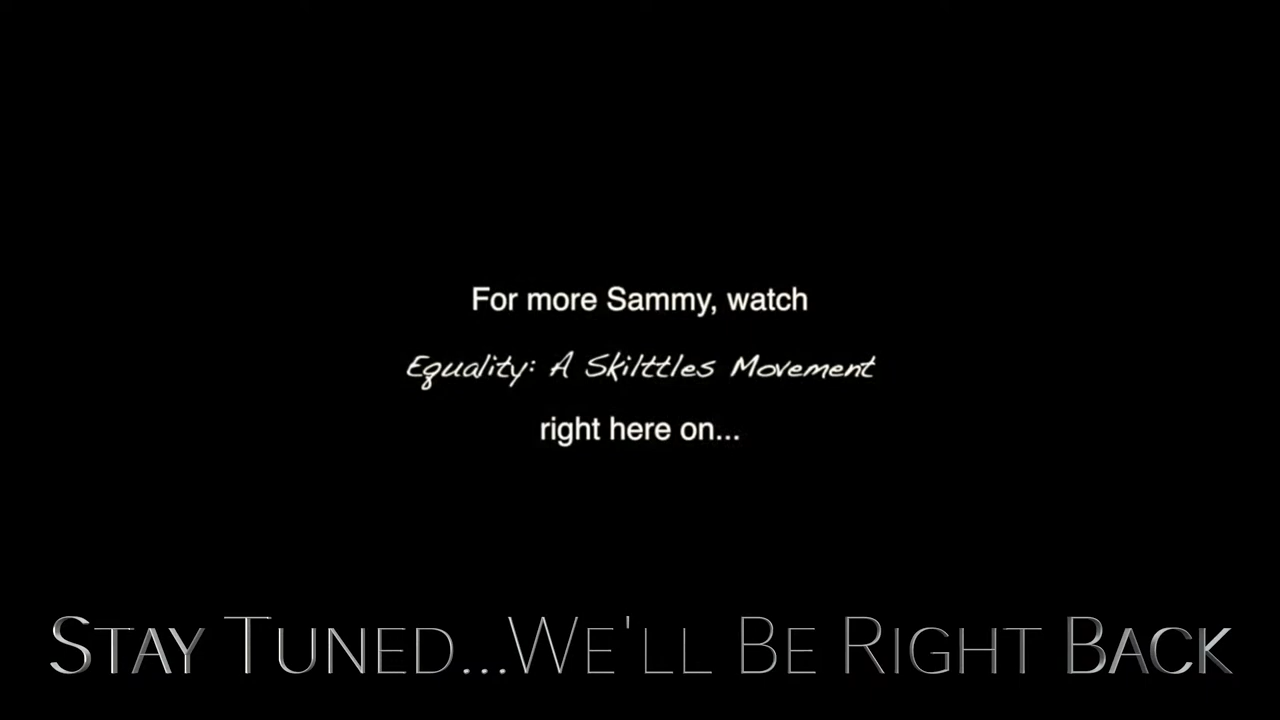 For more Sammy, watch
Equality: A Skilttles Movement
right here on...
Stay Tuned...We'll Be Right Back